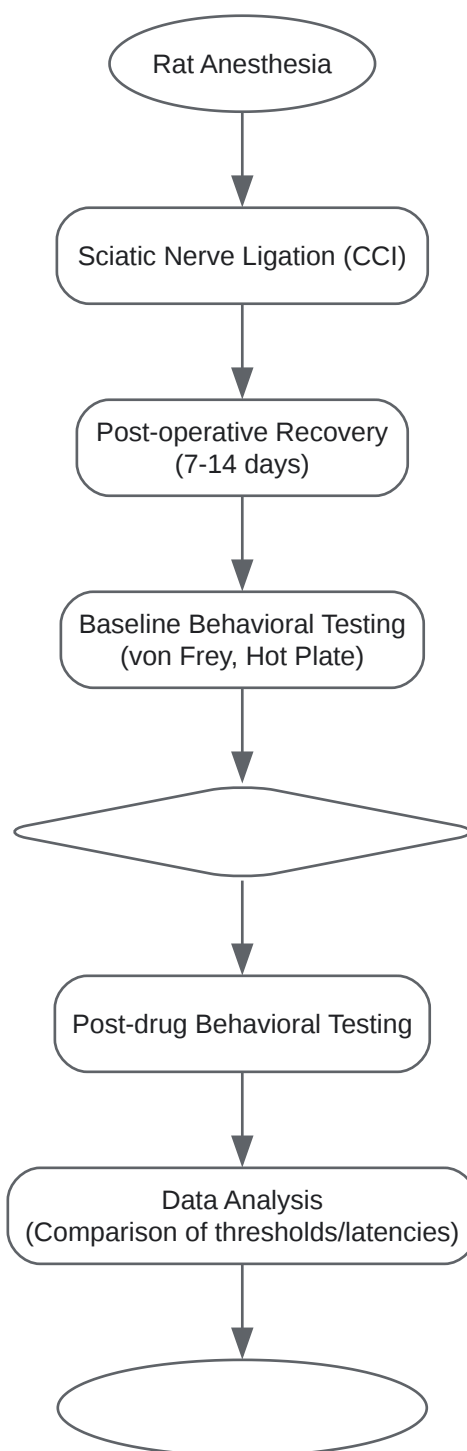 Rat Anesthesia
Sciatic Nerve Ligation (CCI)
Post-operative Recovery
(7-14 days)
Baseline Behavioral Testing
(von Frey, Hot Plate)
Post-drug Behavioral Testing
Data Analysis
(Comparison of thresholds/latencies)